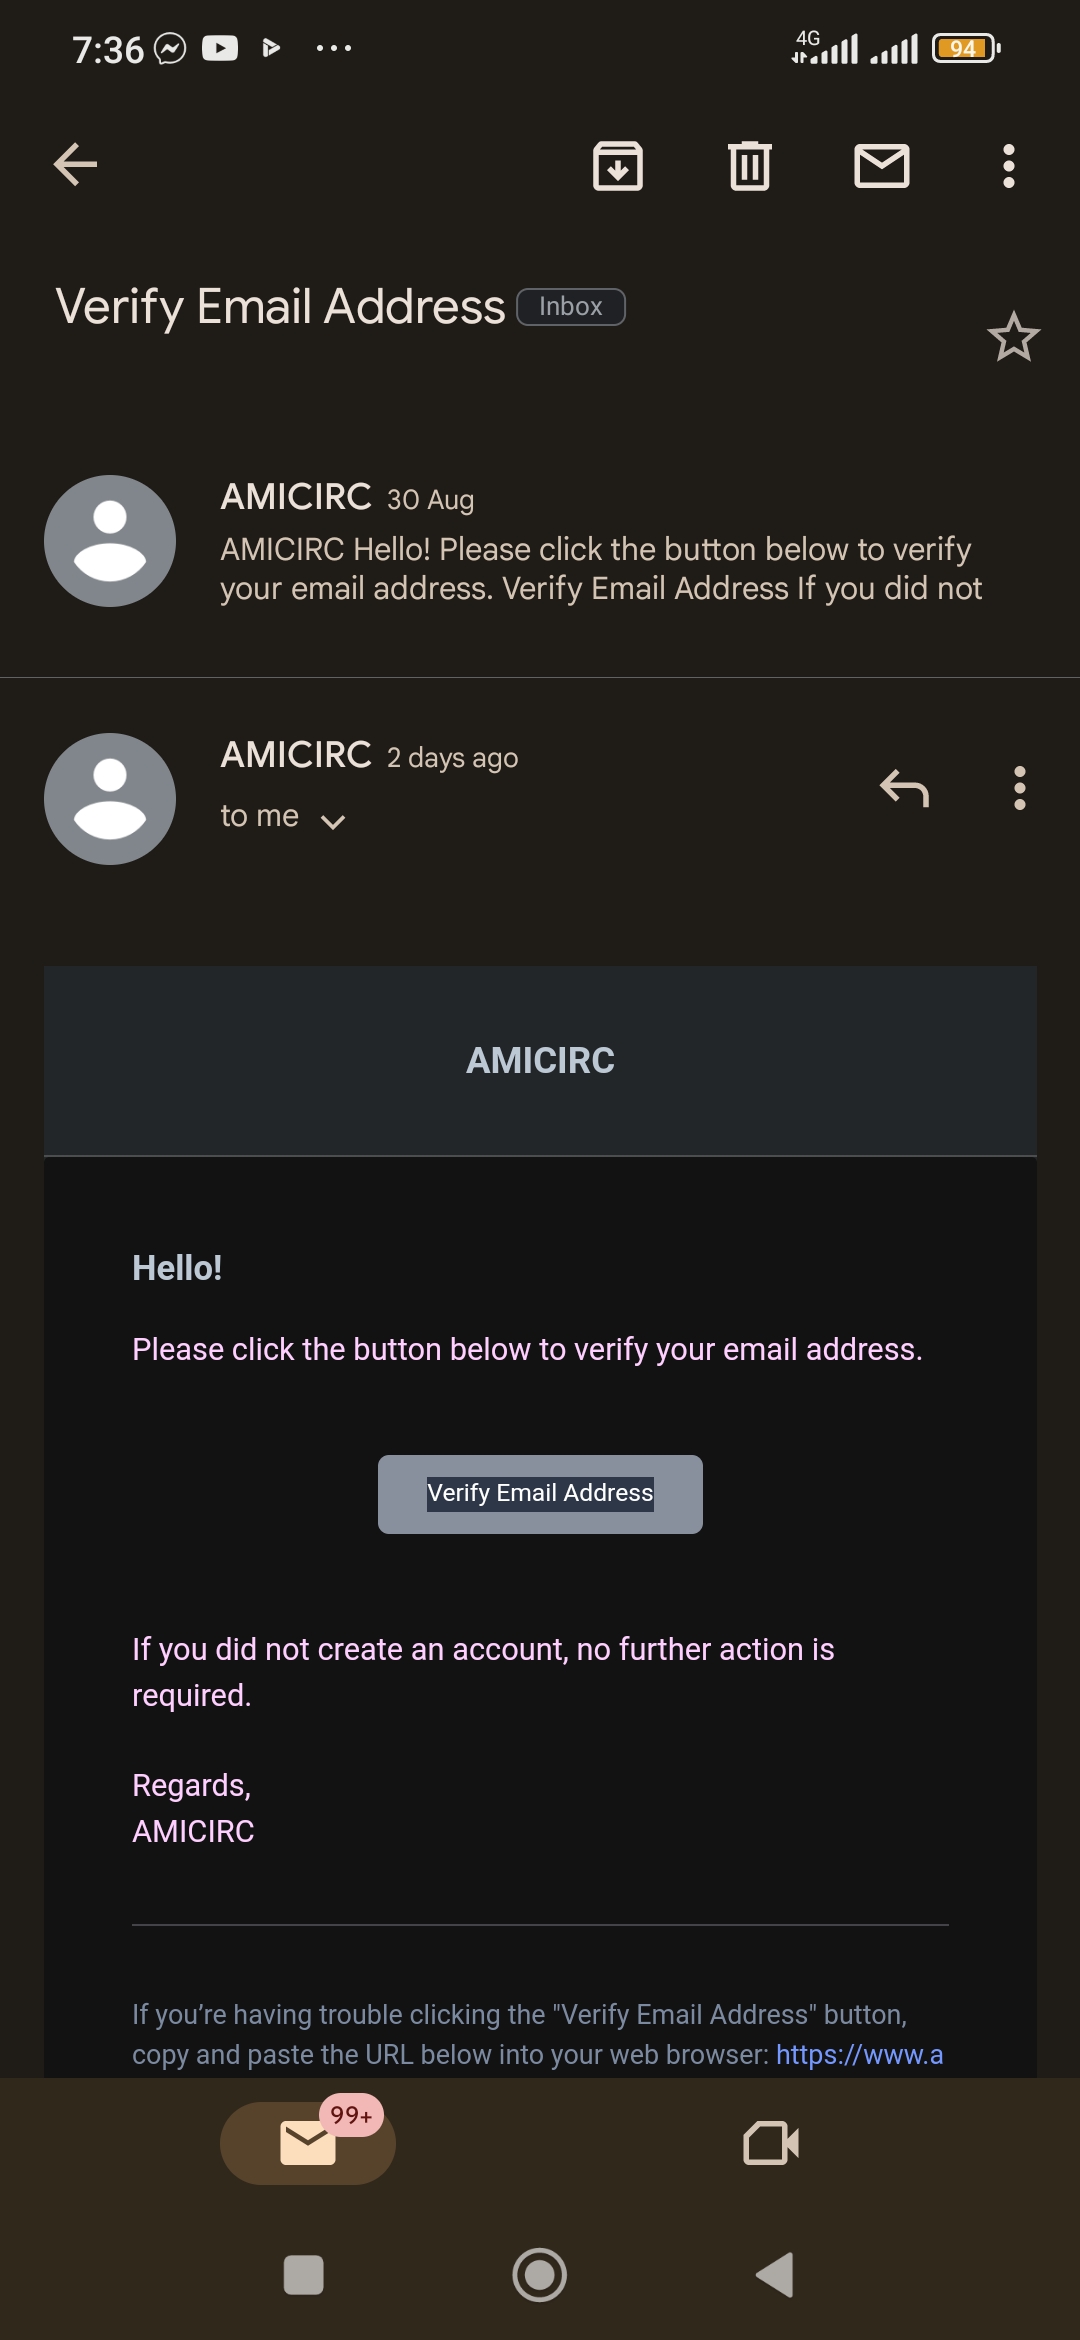 7:36
4G
94
Verify Email Address Inbox
AMICIRC 30 Aug
AMICIRC Hello! Please click the button below to verify
your email address. Verify Email Address If you did not
AMICIRC 2 days ago
to me
AMICIRC
Hello!
Please click the button below to verify your email address.
Verify Email Address
If you did not create an account, no further action is
required.
Regards,
AMICIRC
If you’re having trouble clicking the "Verify Email Address" button,
copy and paste the URL below into your web browser: https://www.a
99+